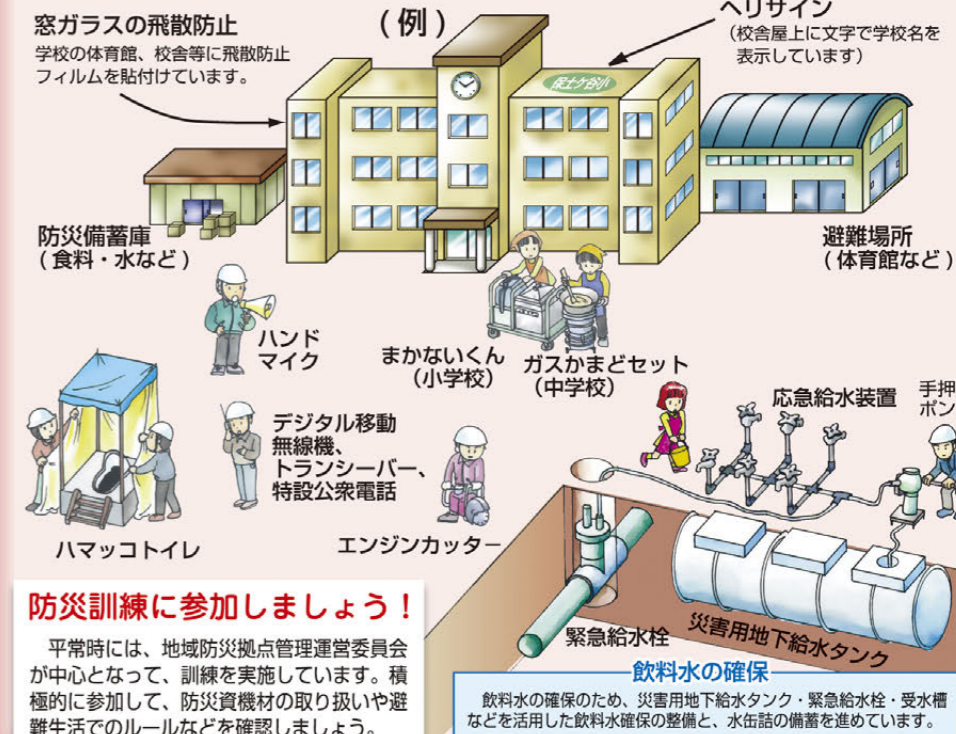 窓ガラスの飛散防止
学校の体育館、校舎等に飛散防止
フィルムを貼付けています。
(例)
ヘリサイン
(校舎屋上に文字で学校名を
表示しています)
保土ケ谷小
防災備蓄庫
(食料・水など)
避難場所
(体育館など)
ハンド
マイク
まかないくん
(小学校)
ガスかまどセット
(中学校)
応急給水装置
手押
ポン
デジタル移動
無線機、
トランシーバー、
特設公衆電話
ハマッコトイレ
エンジンカッター
緊急給水栓
災害用地下給水タンク
防災訓練に参加しましょう!
平常時には、地域防災拠点管理運営委員会
が中心となって、訓練を実施しています。積
極的に参加して、防災資機材の取り扱いや避
難生活でのルールなどを確認しましょう。
飲料水の確保
飲料水の確保のため、災害用地下給水タンク・緊急給水栓・受水槽
などを活用した飲料水確保の整備と、水缶詰の備蓄を進めています。